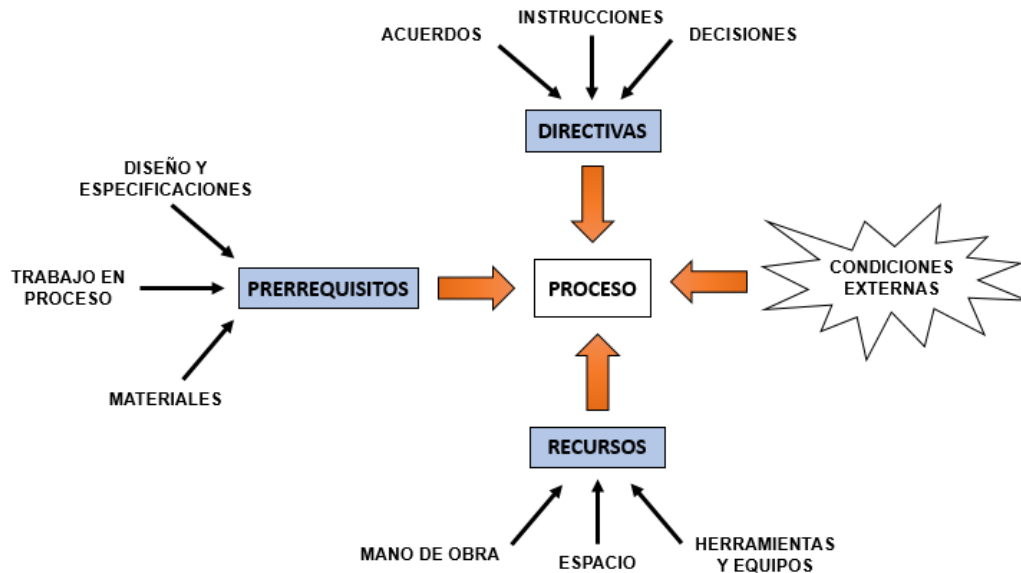 INSTRUCCIONES
ACUERDOS
DECISIONES
DIRECTIVAS
DISEÑO Y
ESPECIFICACIONES
TRABAJO EN
PROCESO
PRERREQUISITOS
PROCESO
CONDICIONES
EXTERNAS
MATERIALES
RECURSOS
MANO DE OBRA
ESPACIO
HERRAMIENTAS
Y EQUIPOS